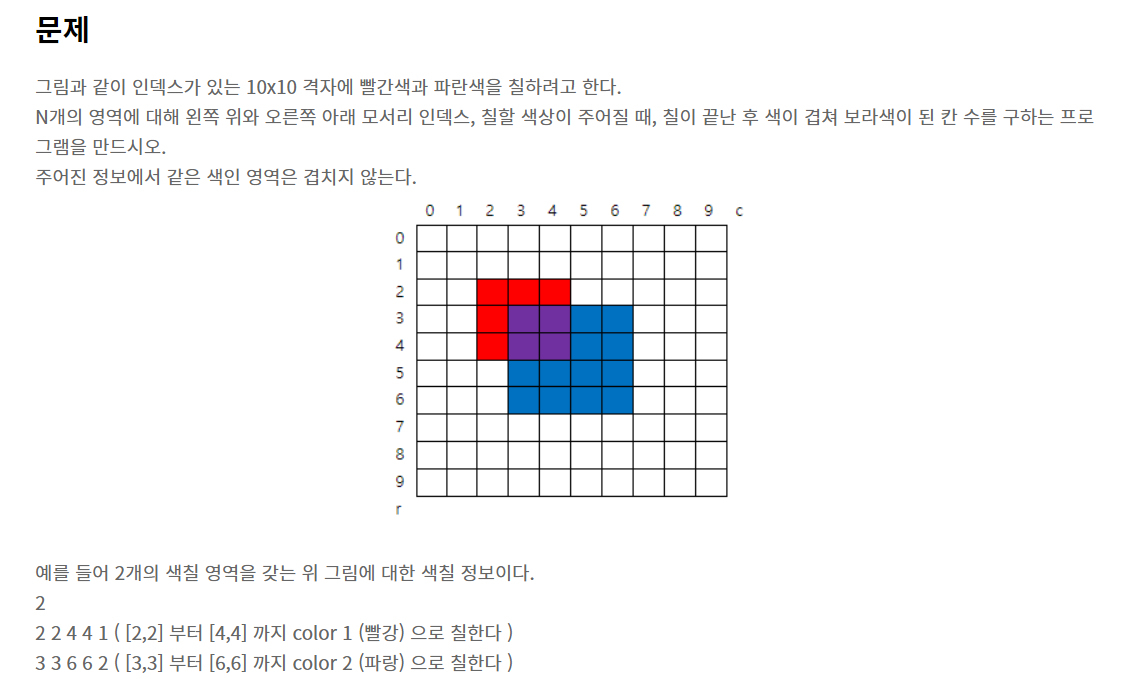 문제
그림과 같이 인덱스가 있는 10x10 격자에 빨간색과 파란색을 칠하려고 한다.
N개의 영역에 대해 왼쪽 위와 오른쪽 아래 모서리 인덱스, 칠할 색상이 주어질 때, 칠이 끝난 후 색이 겹쳐 보라색이 된 칸 수를 구하는 프로
그램을 만드시오.
주어진 정보에서 같은 색인 영역은 겹치지 않는다.
0 1 2 3 4 5 6 7 8 9 c
0
1
2
3
4
5
6
7
8
9
r
예를 들어 2개의 색칠 영역을 갖는 위 그림에 대한 색칠 정보이다.
2
2 2 4 4 1 ( [2,2] 부터 [4,4] 까지 color 1 (빨강) 으로 칠한다 )
3 3 6 6 2 ( [3,3] 부터 [6,6] 까지 color 2 (파랑) 으로 칠한다 )